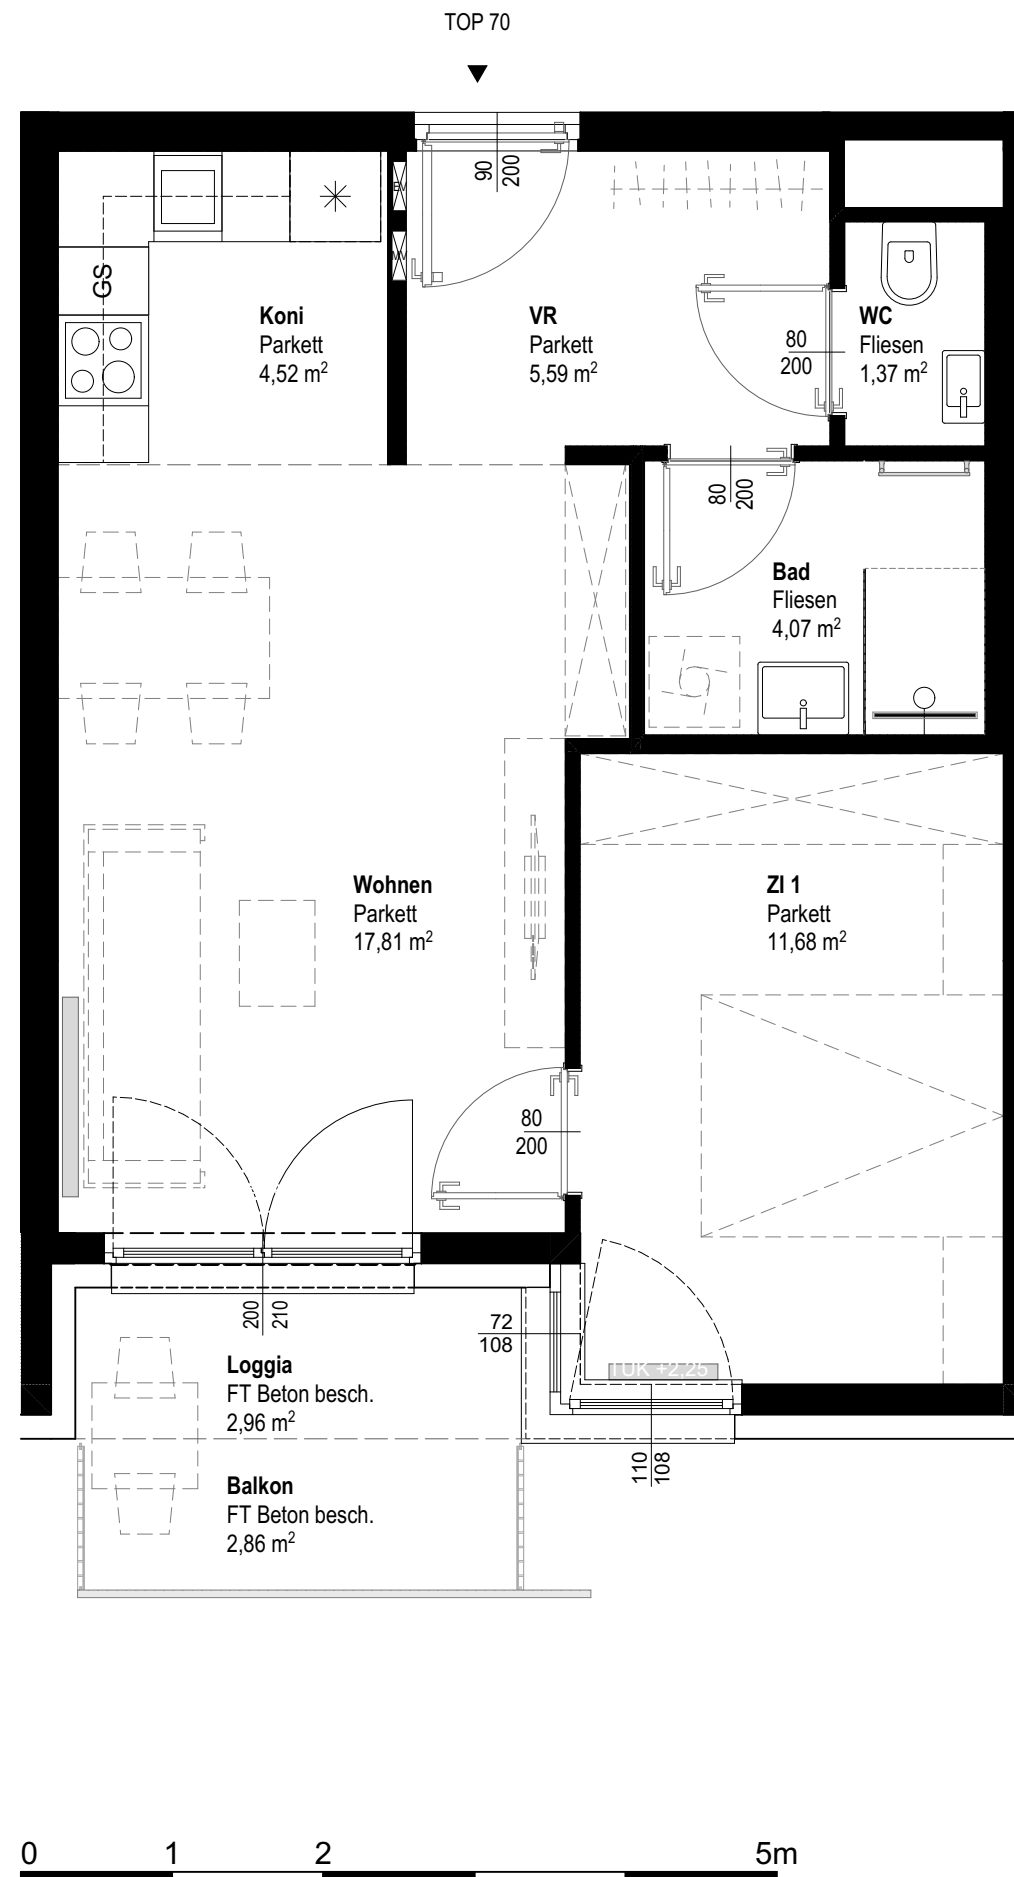 TOP 70
90
200
GS
Koni
Parkett
4,52 m²
VR
Parkett
5,59 m²
80
200
WC
Fliesen
1,37 m²
80
200
Bad
Fliesen
4,07 m²
Wohnen
Parkett
17,81 m²
ZI 1
Parkett
11,68 m²
80
200
200
210
72
108
TUK +2,25
Loggia
FT Beton besch.
2,96 m²
110
108
Balkon
FT Beton besch.
2,86 m²
0 1 2 5m